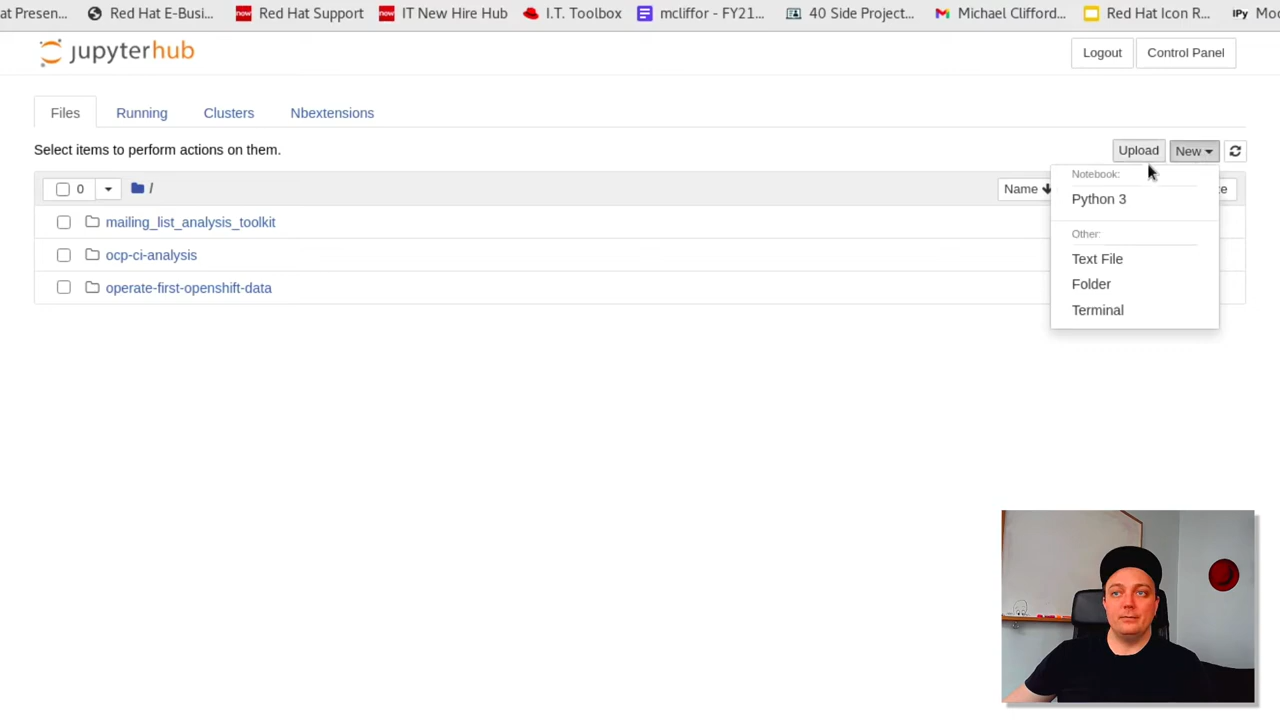 at Presen... Red Hat E-Busi... Red Hat Support IT New Hire Hub I.T. Toolbox mcliffor - FY21... 40 Side Project... Michael Clifford... Red Hat Icon R... IPy Moo
jupyterhub Logout Control Panel
Files Running Clusters Nbextensions
Select items to perform actions on them. Upload New
Notebook:
0 / Name te
Python 3
mailing_list_analysis_toolkit
Other:
ocp-ci-analysis Text File
operate-first-openshift-data Folder
Terminal